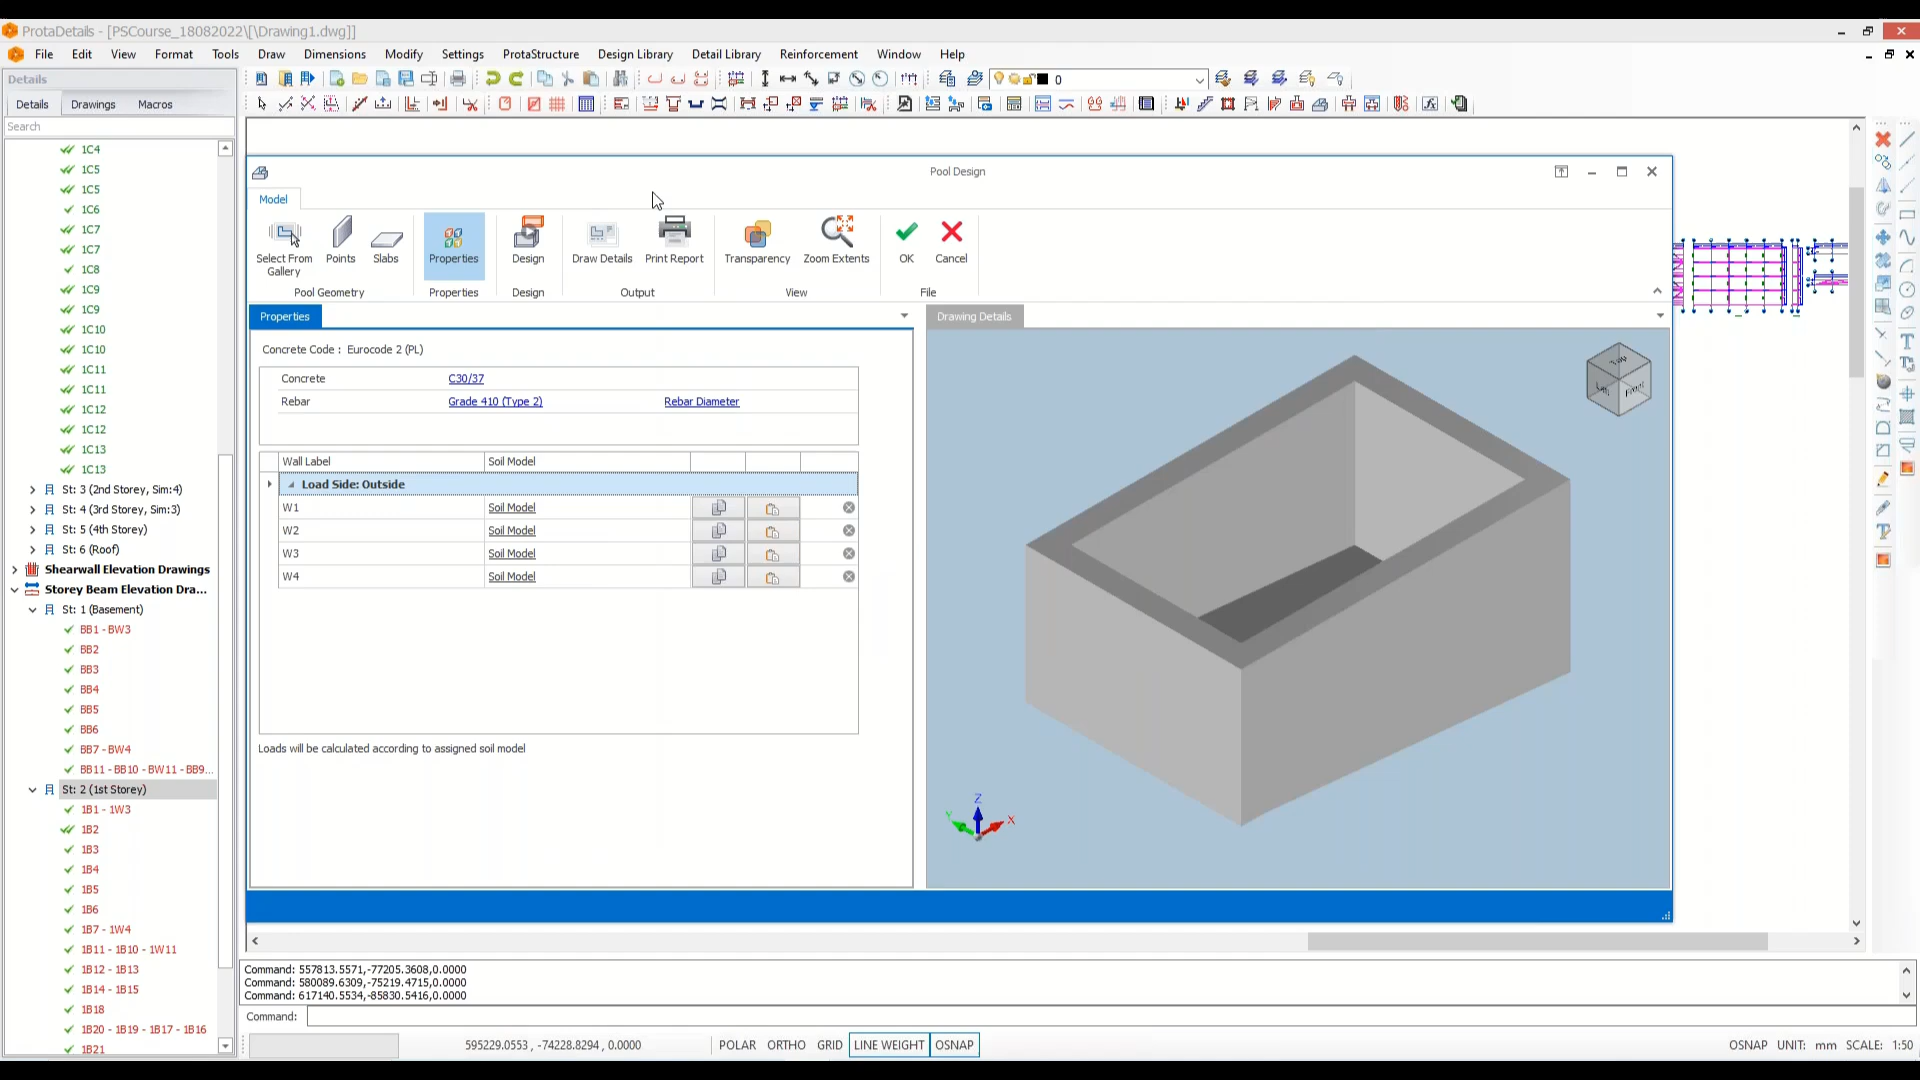 ProtaDetails - [PSCourse_18082022\[\Drawing1.dwg]]
File Edit View Format Tools Draw Dimensions Modify Settings ProtaStructure Design Library Detail Library Reinforcement Window Help
Details
0
Details Drawings Macros
Search
1C4
1C5
1C5
1C6
1C7
1C7
1C8
1C9
1C9
1C10
1C10
1C11
1C11
1C12
1C12
1C13
1C13
St: 3 (2nd Storey, Sim:4)
St: 4 (3rd Storey, Sim:3)
St: 5 (4th Storey)
St: 6 (Roof)
Shearwall Elevation Drawings
Storey Beam Elevation Dra...
St: 1 (Basement)
BB1 - BW3
BB2
BB3
BB4
BB5
BB6
BB7 - BW4
BB11 - BB10 - BW11 - BB9...
St: 2 (1st Storey)
1B1 - 1W3
1B2
1B3
1B4
1B5
1B6
1B7 - 1W4
1B11 - 1B10 - 1W11
1B12 - 1B13
1B14 - 1B15
1B18
1B20 - 1B19 - 1B17 - 1B16
1B21
Pool Design
Model
Select From Gallery
Points
Slabs
Properties
Design
Draw Details
Print Report
Transparency
Zoom Extents
OK
Cancel
Pool Geometry
Properties
Design
Output
View
File
Properties
Drawing Details
Concrete Code : Eurocode 2 (PL)
Concrete C30/37
Rebar Grade 410 (Type 2) Rebar Diameter
Wall Label Soil Model
Load Side: Outside
W1 Soil Model
W2 Soil Model
W3 Soil Model
W4 Soil Model
Loads will be calculated according to assigned soil model
Top
Front
Z
Y
X
Command: 557813.5571,-77205.3608,0.0000
Command: 580089.6309,-75219.4715,0.0000
Command: 617140.5534,-85830.5416,0.0000
Command:
595229.0553 , -74228.8294 , 0.0000 POLAR ORTHO GRID LINE WEIGHT OSNAP OSNAP UNIT: mm SCALE: 1:50